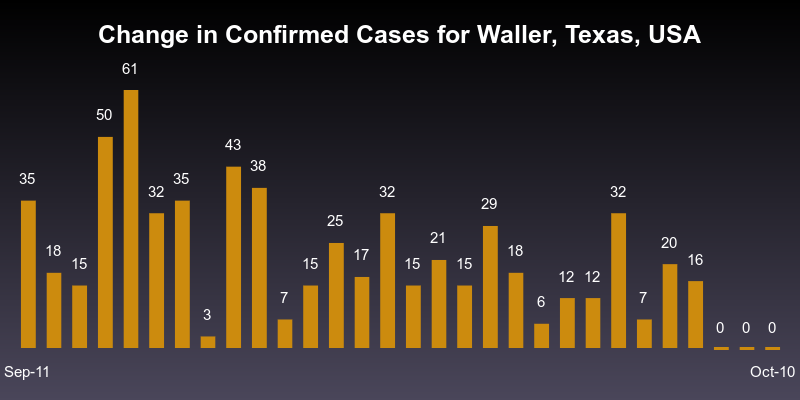 Change in Confirmed Cases for Waller, Texas, USA
35 18 15 50 61 32 35 3 43 38 7 15 25 17 32 15 21 15 29 18 6 12 12 32 7 20 16 0 0 0
Sep-11 Oct-10